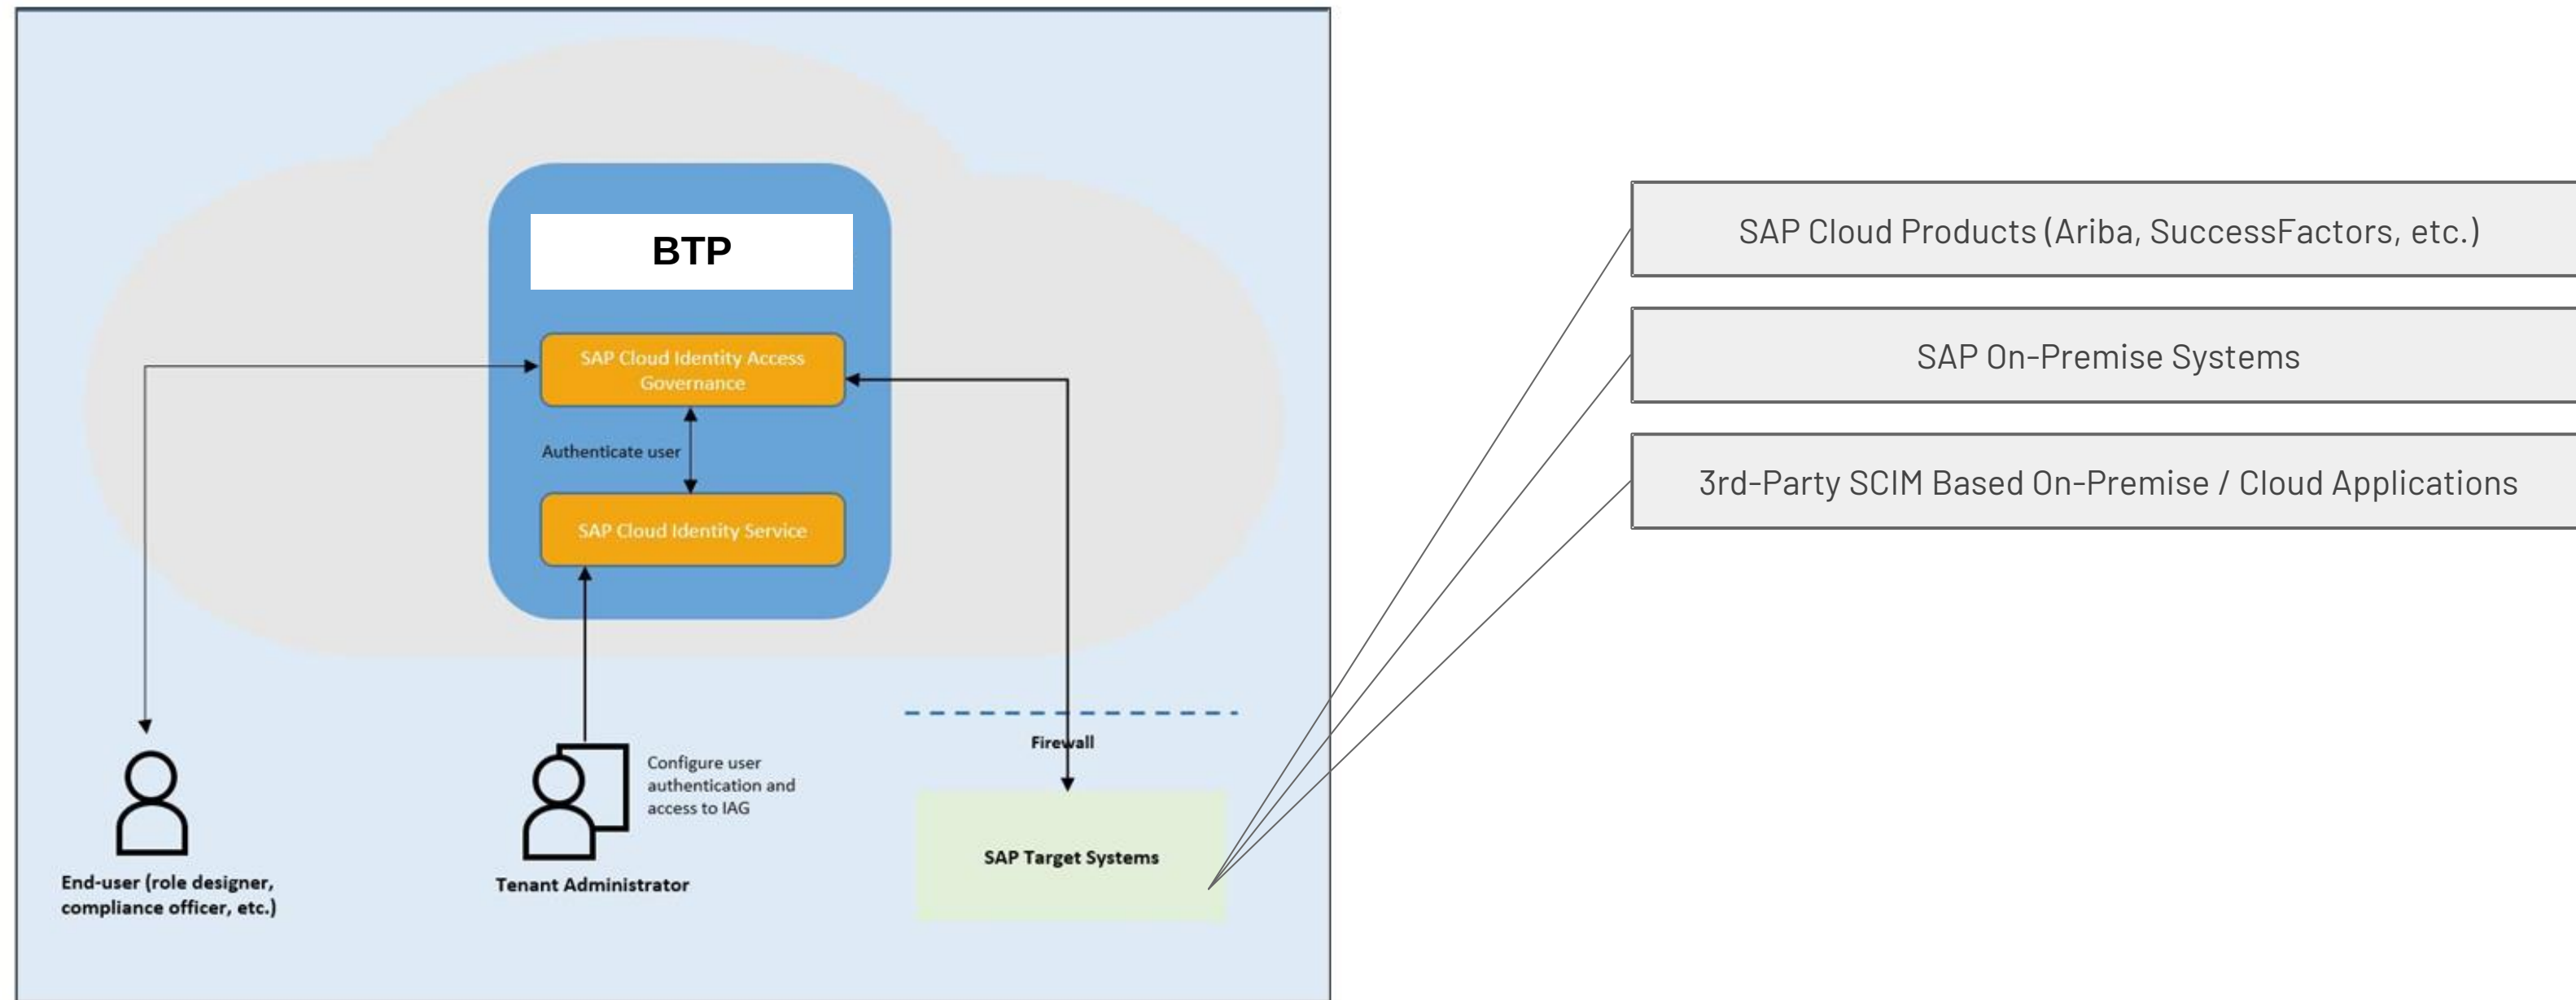 BTP
SAP Cloud Identity Access
Governance
Authenticate user
SAP Cloud Identity Service
Firewall
Configure user
authentication and
access to IAG
SAP Target Systems
End-user (role designer,
compliance officer, etc.)
Tenant Administrator
SAP Cloud Products (Ariba, SuccessFactors, etc.)
SAP On-Premise Systems
3rd-Party SCIM Based On-Premise / Cloud Applications